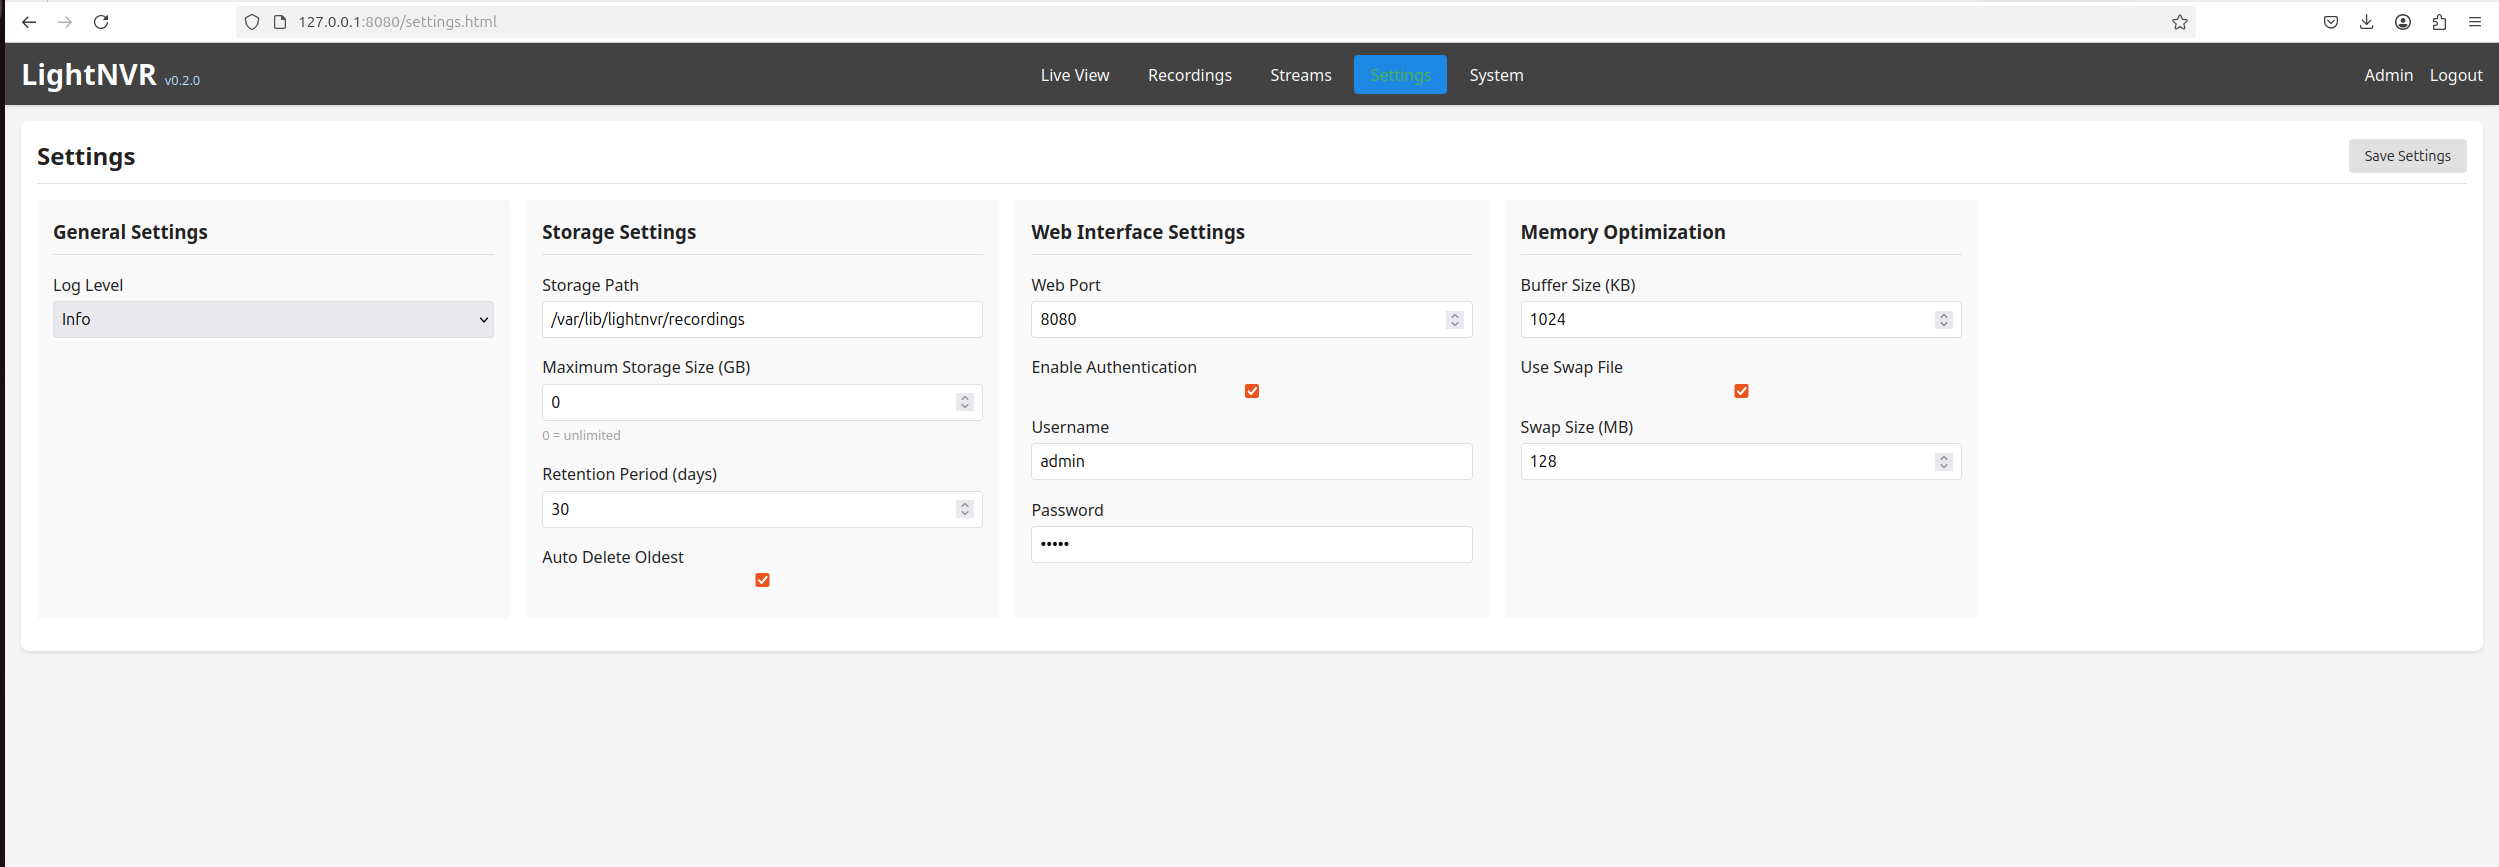 127.0.0.1:8080/settings.html
LightNVR v0.2.0
Live View
Recordings
Streams
Settings
System
Admin
Logout
Settings
Save Settings
General Settings
Log Level
Info
Storage Settings
Storage Path
/var/lib/lightnvr/recordings
Maximum Storage Size (GB)
0
0 = unlimited
Retention Period (days)
30
Auto Delete Oldest
Web Interface Settings
Web Port
8080
Enable Authentication
Username
admin
Password
•••••
Memory Optimization
Buffer Size (KB)
1024
Use Swap File
Swap Size (MB)
128